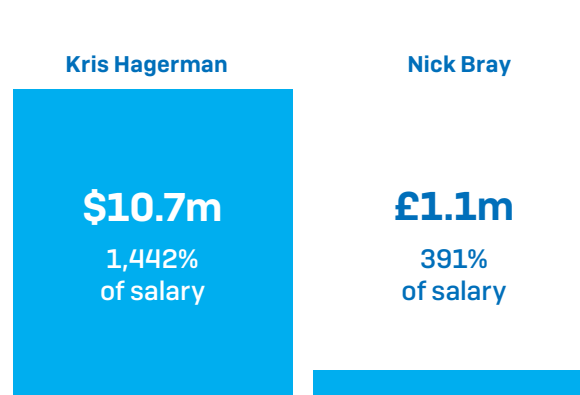 Kris Hagerman
$10.7m
1,442%
of salary
Nick Bray
£1.1m
391%
of salary